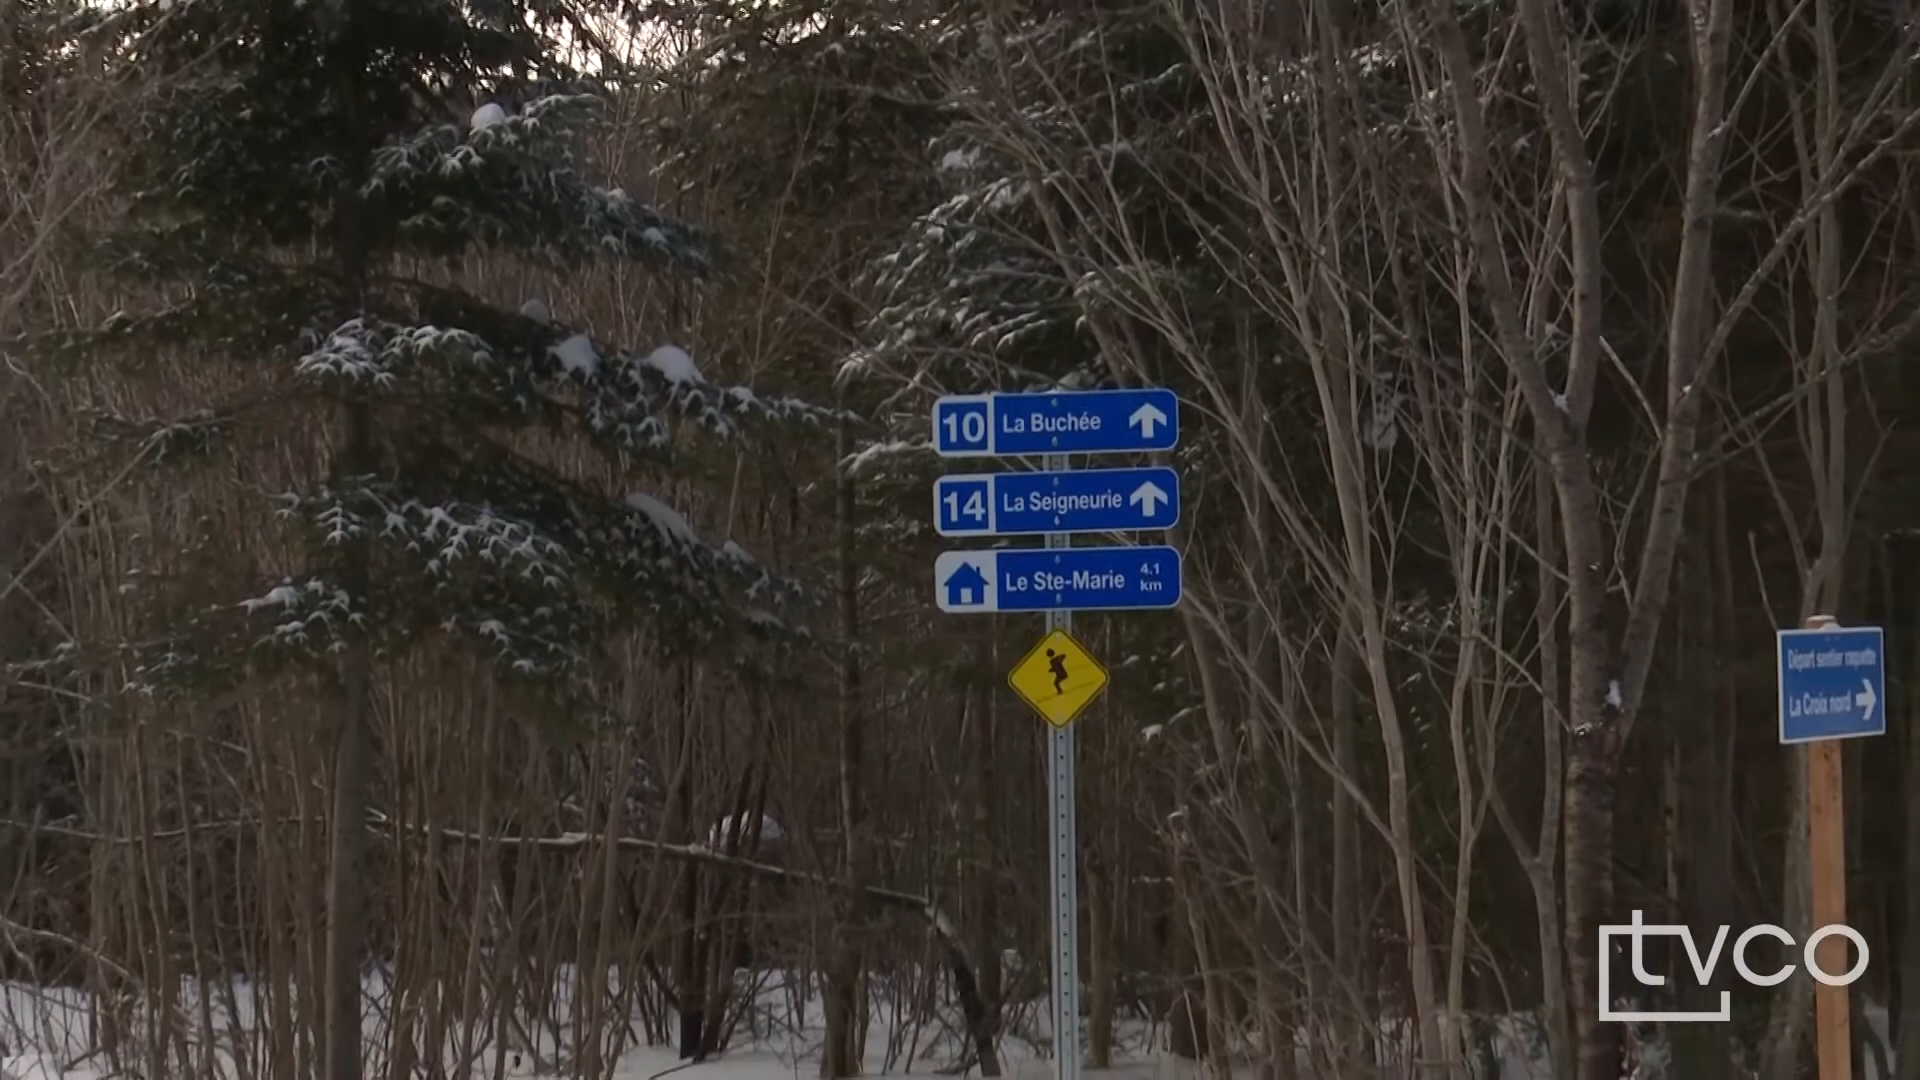 10 La Buchée
14 La Seigneurie
Le Ste-Marie 4.1 km
Départ sentier raquette
La Croix nord
tvco